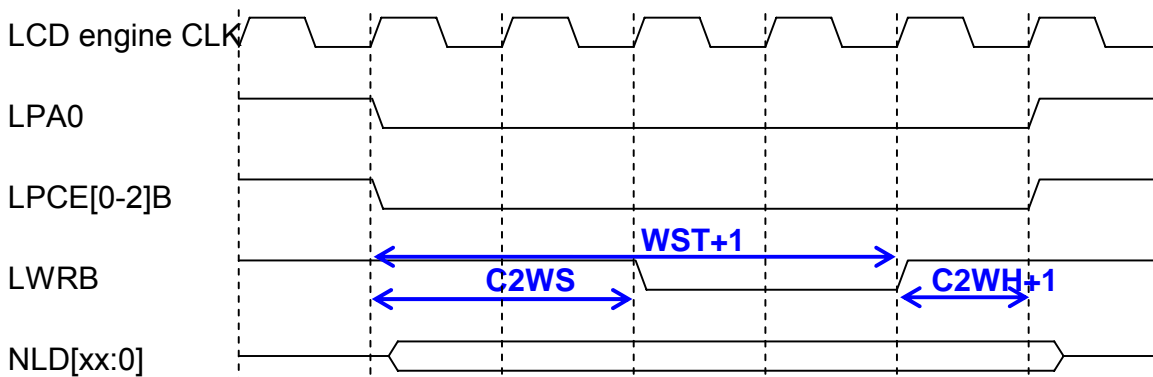 LCD engine CLK
LPA0
LPCE[0-2]B
WST+1
LWRB
C2WS
C2WH+1
NLD[xx:0]